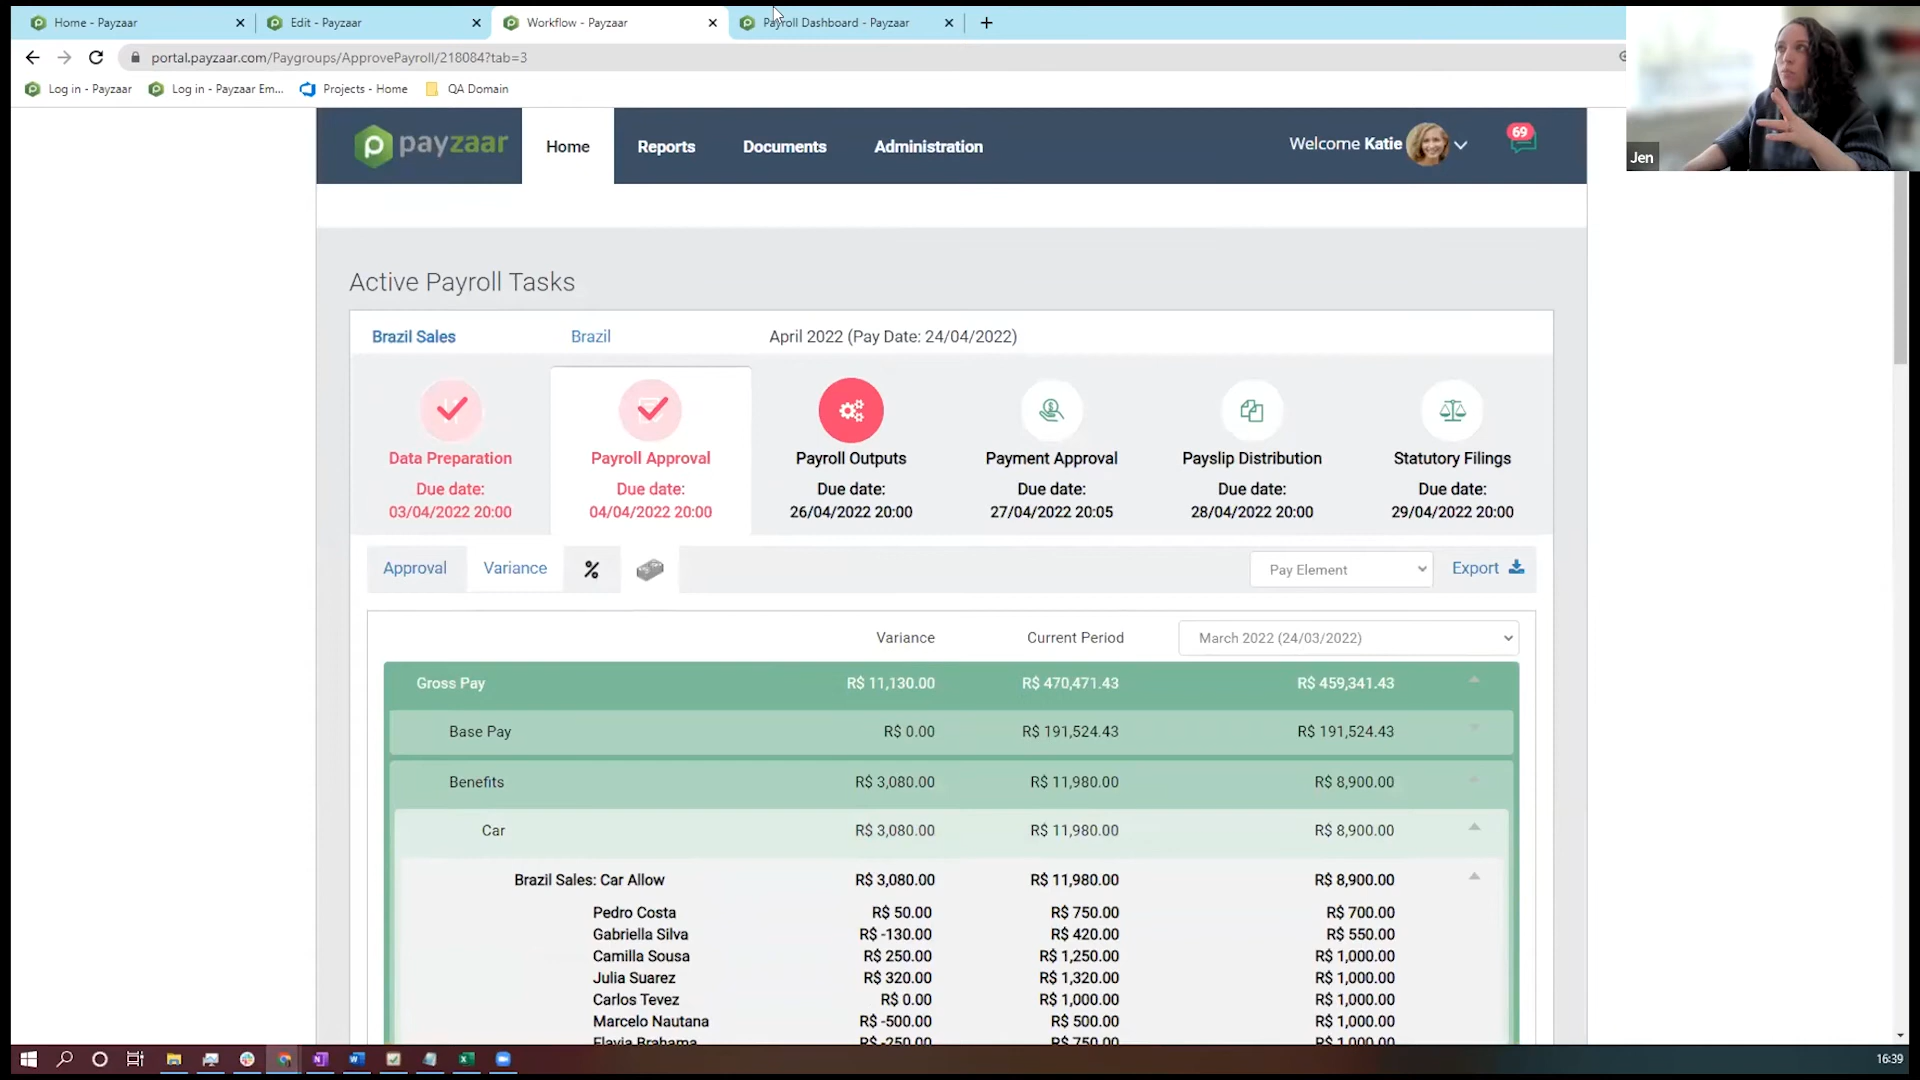 Home - Payzaar
Edit - Payzaar
Workflow - Payzaar
Payroll Dashboard - Payzaar
portal.payzaar.com/Paygroups/ApprovePayroll/218084?tab=3
Log in - Payzaar
Log in - Payzaar Em...
Projects - Home
QA Domain
payzaar
Home
Reports
Documents
Administration
Welcome Katie
69
Jen
Active Payroll Tasks
Brazil Sales
Brazil
April 2022 (Pay Date: 24/04/2022)
Data Preparation
Due date:
03/04/2022 20:00
Payroll Approval
Due date:
04/04/2022 20:00
Payroll Outputs
Due date:
26/04/2022 20:00
Payment Approval
Due date:
27/04/2022 20:05
Payslip Distribution
Due date:
28/04/2022 20:00
Statutory Filings
Due date:
29/04/2022 20:00
Approval
Variance
%
Pay Element
Export
Variance Current Period March 2022 (24/03/2022)
Gross Pay R$ 11,130.00 R$ 470,471.43 R$ 459,341.43
Base Pay R$ 0.00 R$ 191,524.43 R$ 191,524.43
Benefits R$ 3,080.00 R$ 11,980.00 R$ 8,900.00
Car R$ 3,080.00 R$ 11,980.00 R$ 8,900.00
Brazil Sales: Car Allow R$ 3,080.00 R$ 11,980.00 R$ 8,900.00
Pedro Costa R$ 50.00 R$ 750.00 R$ 700.00
Gabriella Silva R$ -130.00 R$ 420.00 R$ 550.00
Camilla Sousa R$ 250.00 R$ 1,250.00 R$ 1,000.00
Julia Suarez R$ 320.00 R$ 1,320.00 R$ 1,000.00
Carlos Tevez R$ 0.00 R$ 1,000.00 R$ 1,000.00
Marcelo Nautana R$ -500.00 R$ 500.00 R$ 1,000.00
Flavia Brahama R$ -250.00 R$ 750.00 R$ 1,000.00
16:39